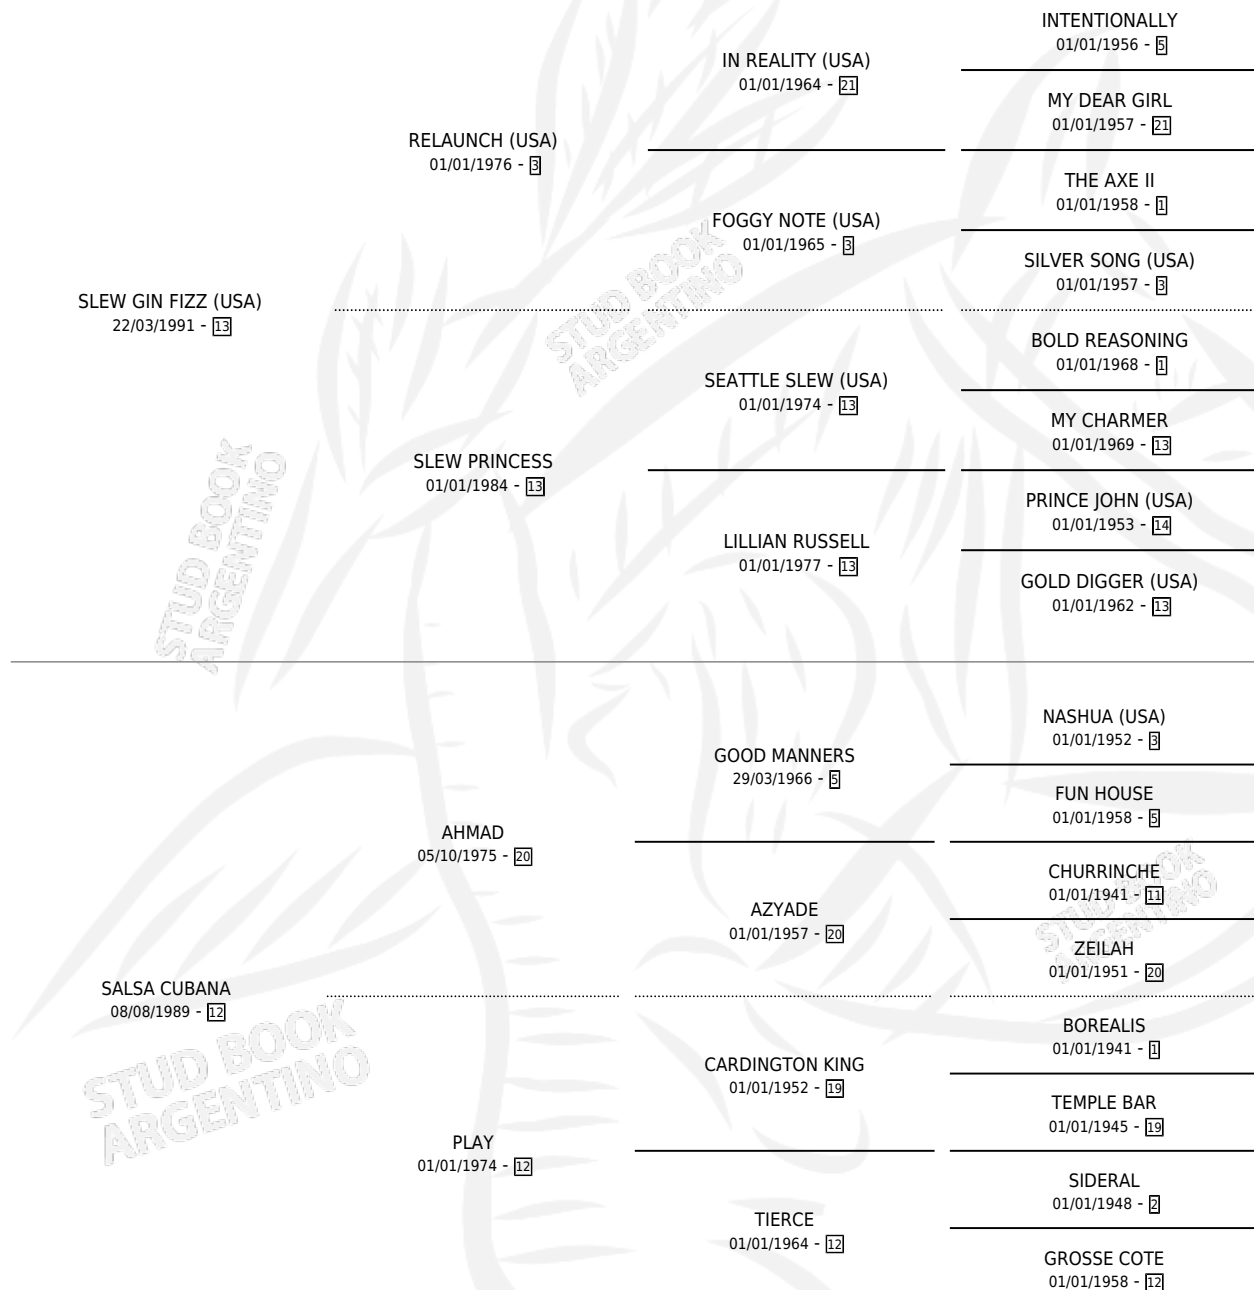 INTENTIONALLY
01/01/1956 - 5
IN REALITY (USA)
01/01/1964 - 21
MY DEAR GIRL
01/01/1957 - 21
RELAUNCH (USA)
01/01/1976 - 3
THE AXE II
01/01/1958 - 1
FOGGY NOTE (USA)
01/01/1965 - 3
SILVER SONG (USA)
01/01/1957 - 3
SLEW GIN FIZZ (USA)
22/03/1991 - 13
BOLD REASONING
01/01/1968 - 1
SEATTLE SLEW (USA)
01/01/1974 - 13
MY CHARMER
01/01/1969 - 13
SLEW PRINCESS
01/01/1984 - 13
PRINCE JOHN (USA)
01/01/1953 - 14
LILLIAN RUSSELL
01/01/1977 - 13
GOLD DIGGER (USA)
01/01/1962 - 13
NASHUA (USA)
01/01/1952 - 3
GOOD MANNERS
29/03/1966 - 5
FUN HOUSE
01/01/1958 - 5
AHMAD
05/10/1975 - 20
CHURRINCHE
01/01/1941 - 11
AZYADE
01/01/1957 - 20
ZEILAH
01/01/1951 - 20
SALSA CUBANA
08/08/1989 - 12
BOREALIS
01/01/1941 - 1
CARDINGTON KING
01/01/1952 - 19
TEMPLE BAR
01/01/1945 - 19
PLAY
01/01/1974 - 12
SIDERAL
01/01/1948 - 2
TIERCE
01/01/1964 - 12
GROSSE COTE
01/01/1958 - 12
STUD BOOK
ARGENTINO
STUD BOOK
ARGENTINO
STUD BOOK
ARGENTINO
STUD BOOK
ARGENTINO